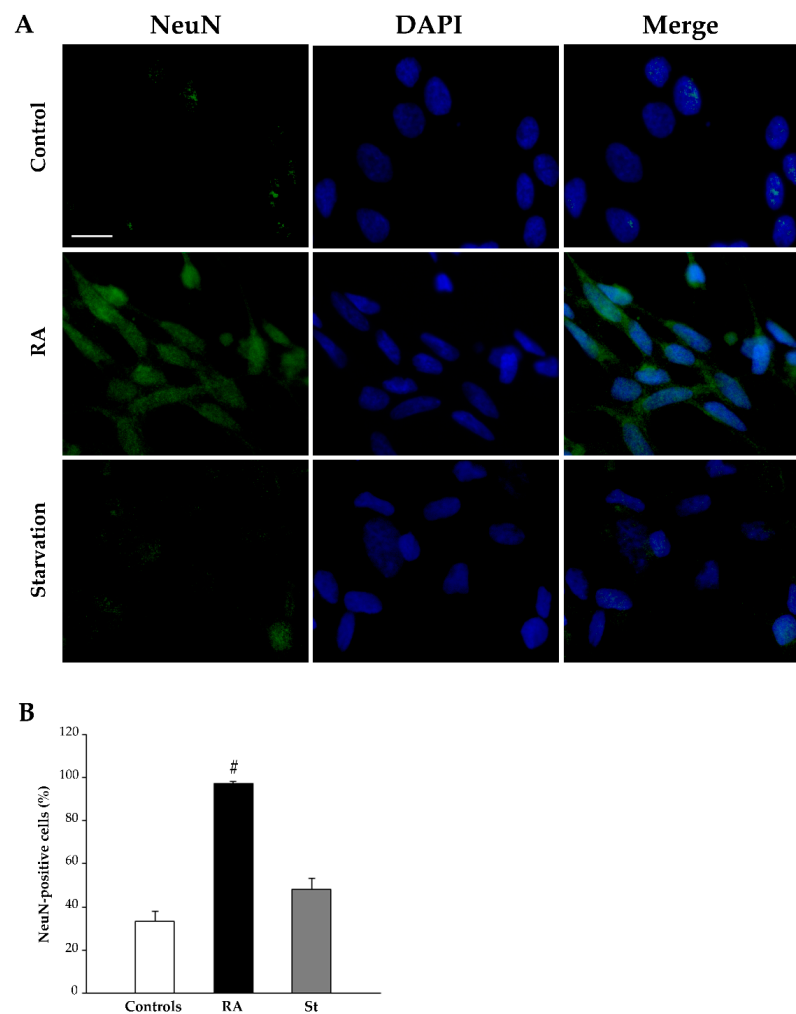 A
NeuN DAPI Merge
Control
RA
Starvation
B
NeuN-positive cells (%)
120
100
80
60
40
20
0
#
Controls RA St